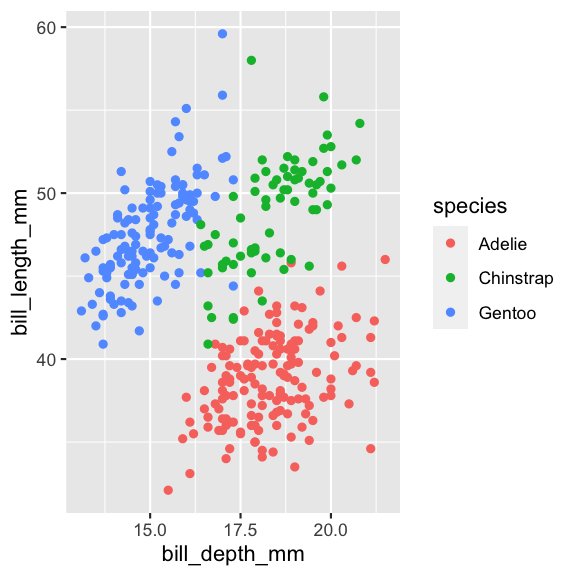 60
50
40
bill_length_mm
15.0
17.5
20.0
bill_depth_mm
species
Adelie
Chinstrap
Gentoo